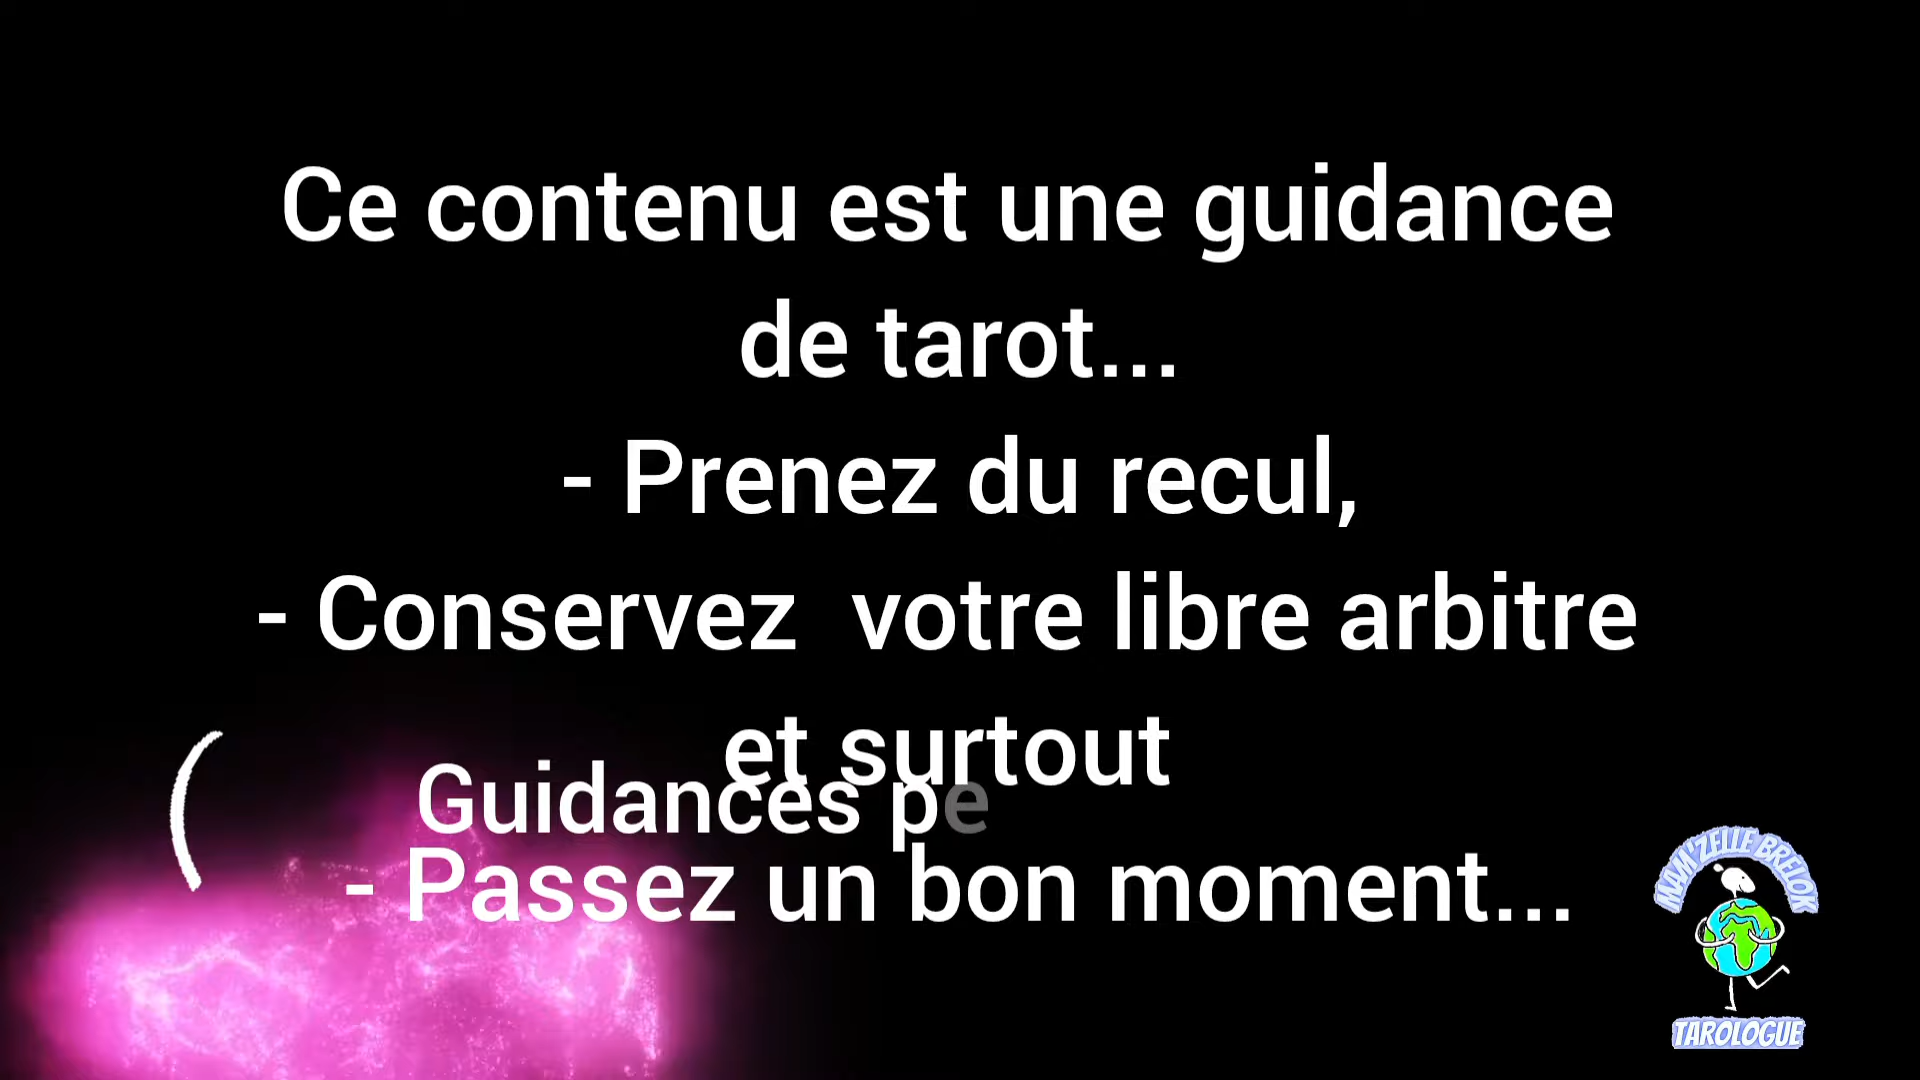 Ce contenu est une guidance
de tarot...
- Prenez du recul,
- Conservez  votre libre arbitre
et surtout
Guidances pe
- Passez un bon moment...
MAM'ZELLE BRELOK
TAROLOGUE